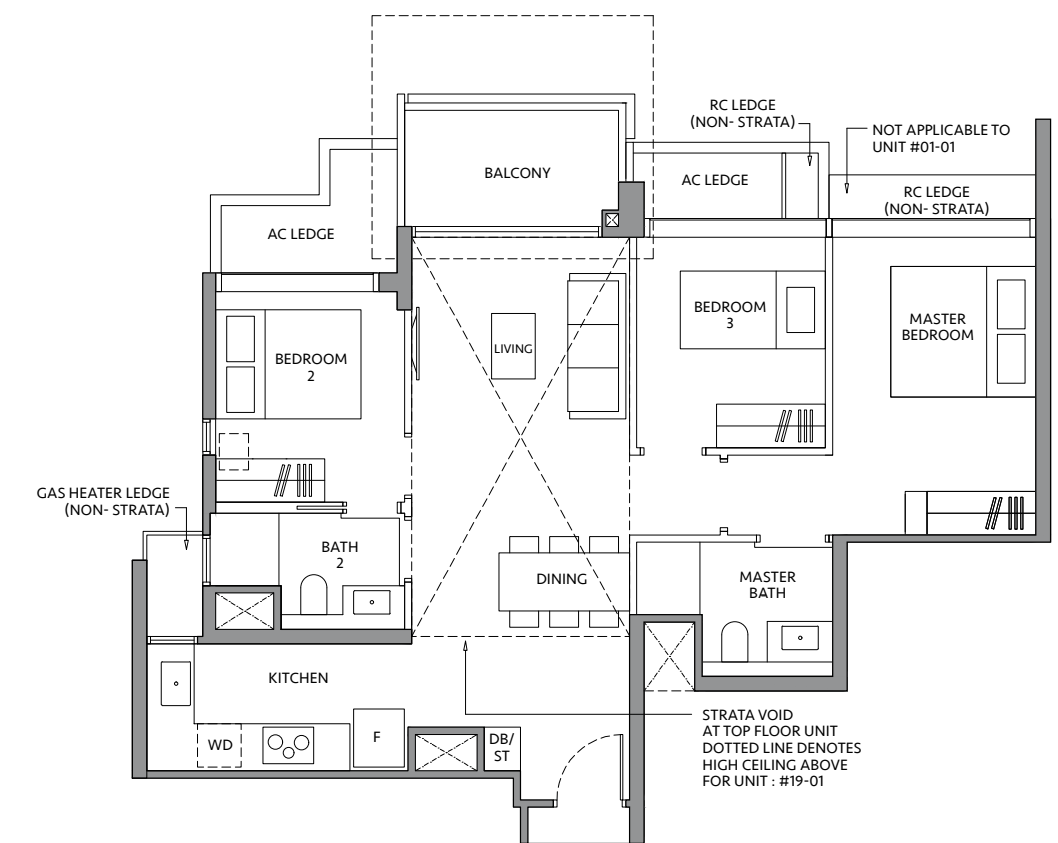 RC LEDGE
(NON- STRATA)
NOT APPLICABLE TO
UNIT #01-01
BALCONY
AC LEDGE
RC LEDGE
(NON- STRATA)
AC LEDGE
BEDROOM
3
MASTER
BEDROOM
LIVING
BEDROOM
2
GAS HEATER LEDGE
(NON- STRATA)
BATH
2
DINING
MASTER
BATH
KITCHEN
STRATA VOID
AT TOP FLOOR UNIT
DOTTED LINE DENOTES
HIGH CEILING ABOVE
FOR UNIT : #19-01
WD
F
DB/
ST